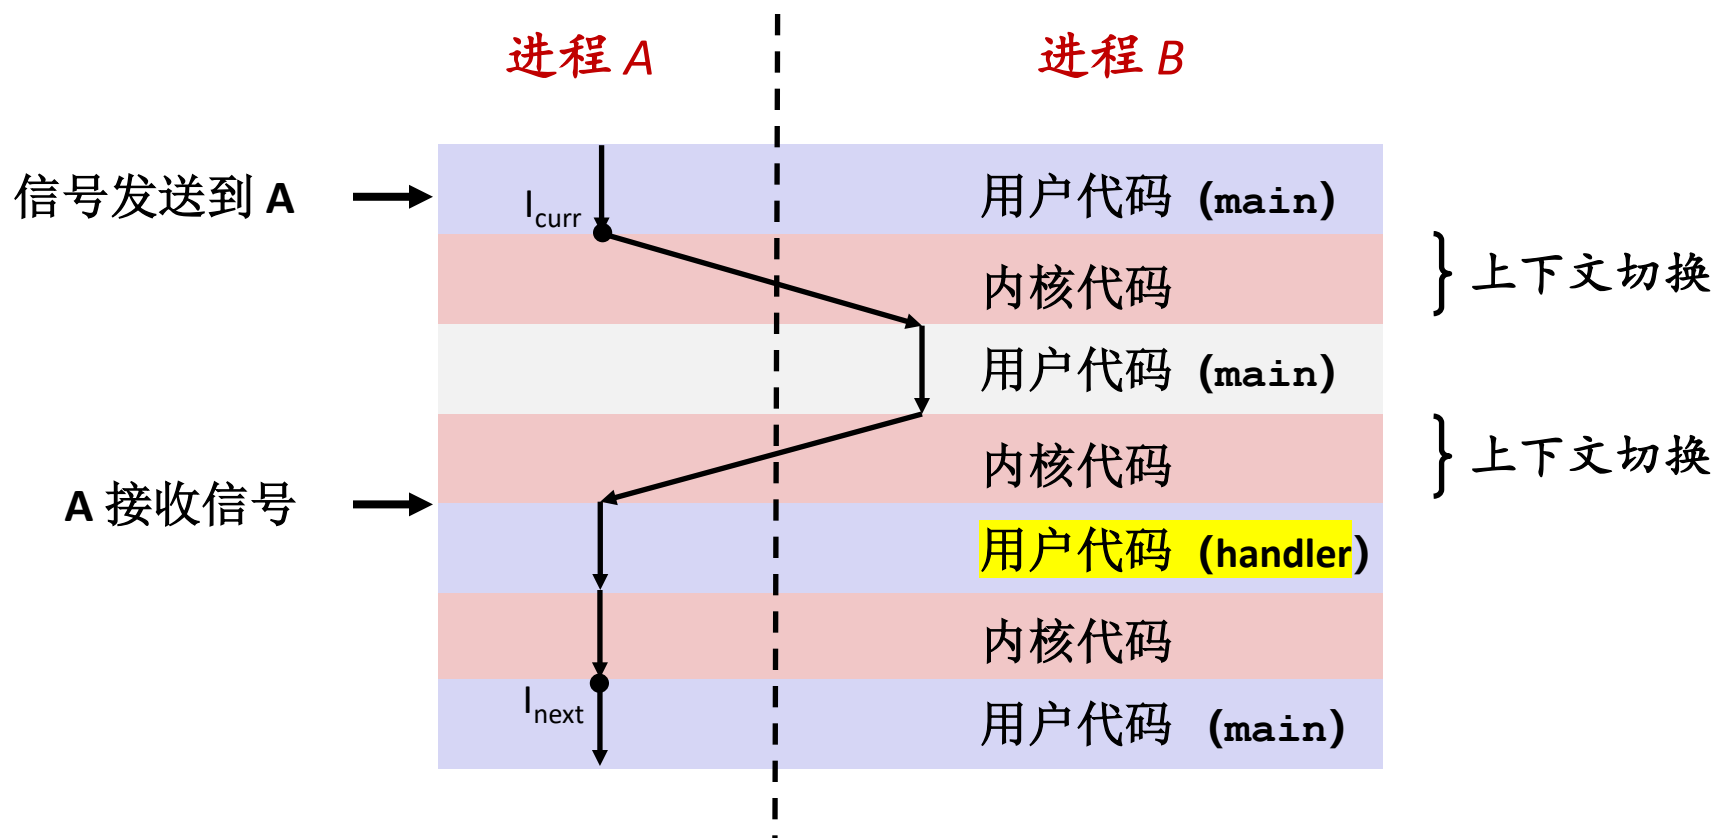 进程 A
进程 B
信号发送到 A
I curr
用户代码 (main)
内核代码
上下文切换
用户代码 (main)
内核代码
上下文切换
A 接收信号
用户代码 (handler)
内核代码
I next
用户代码 (main)